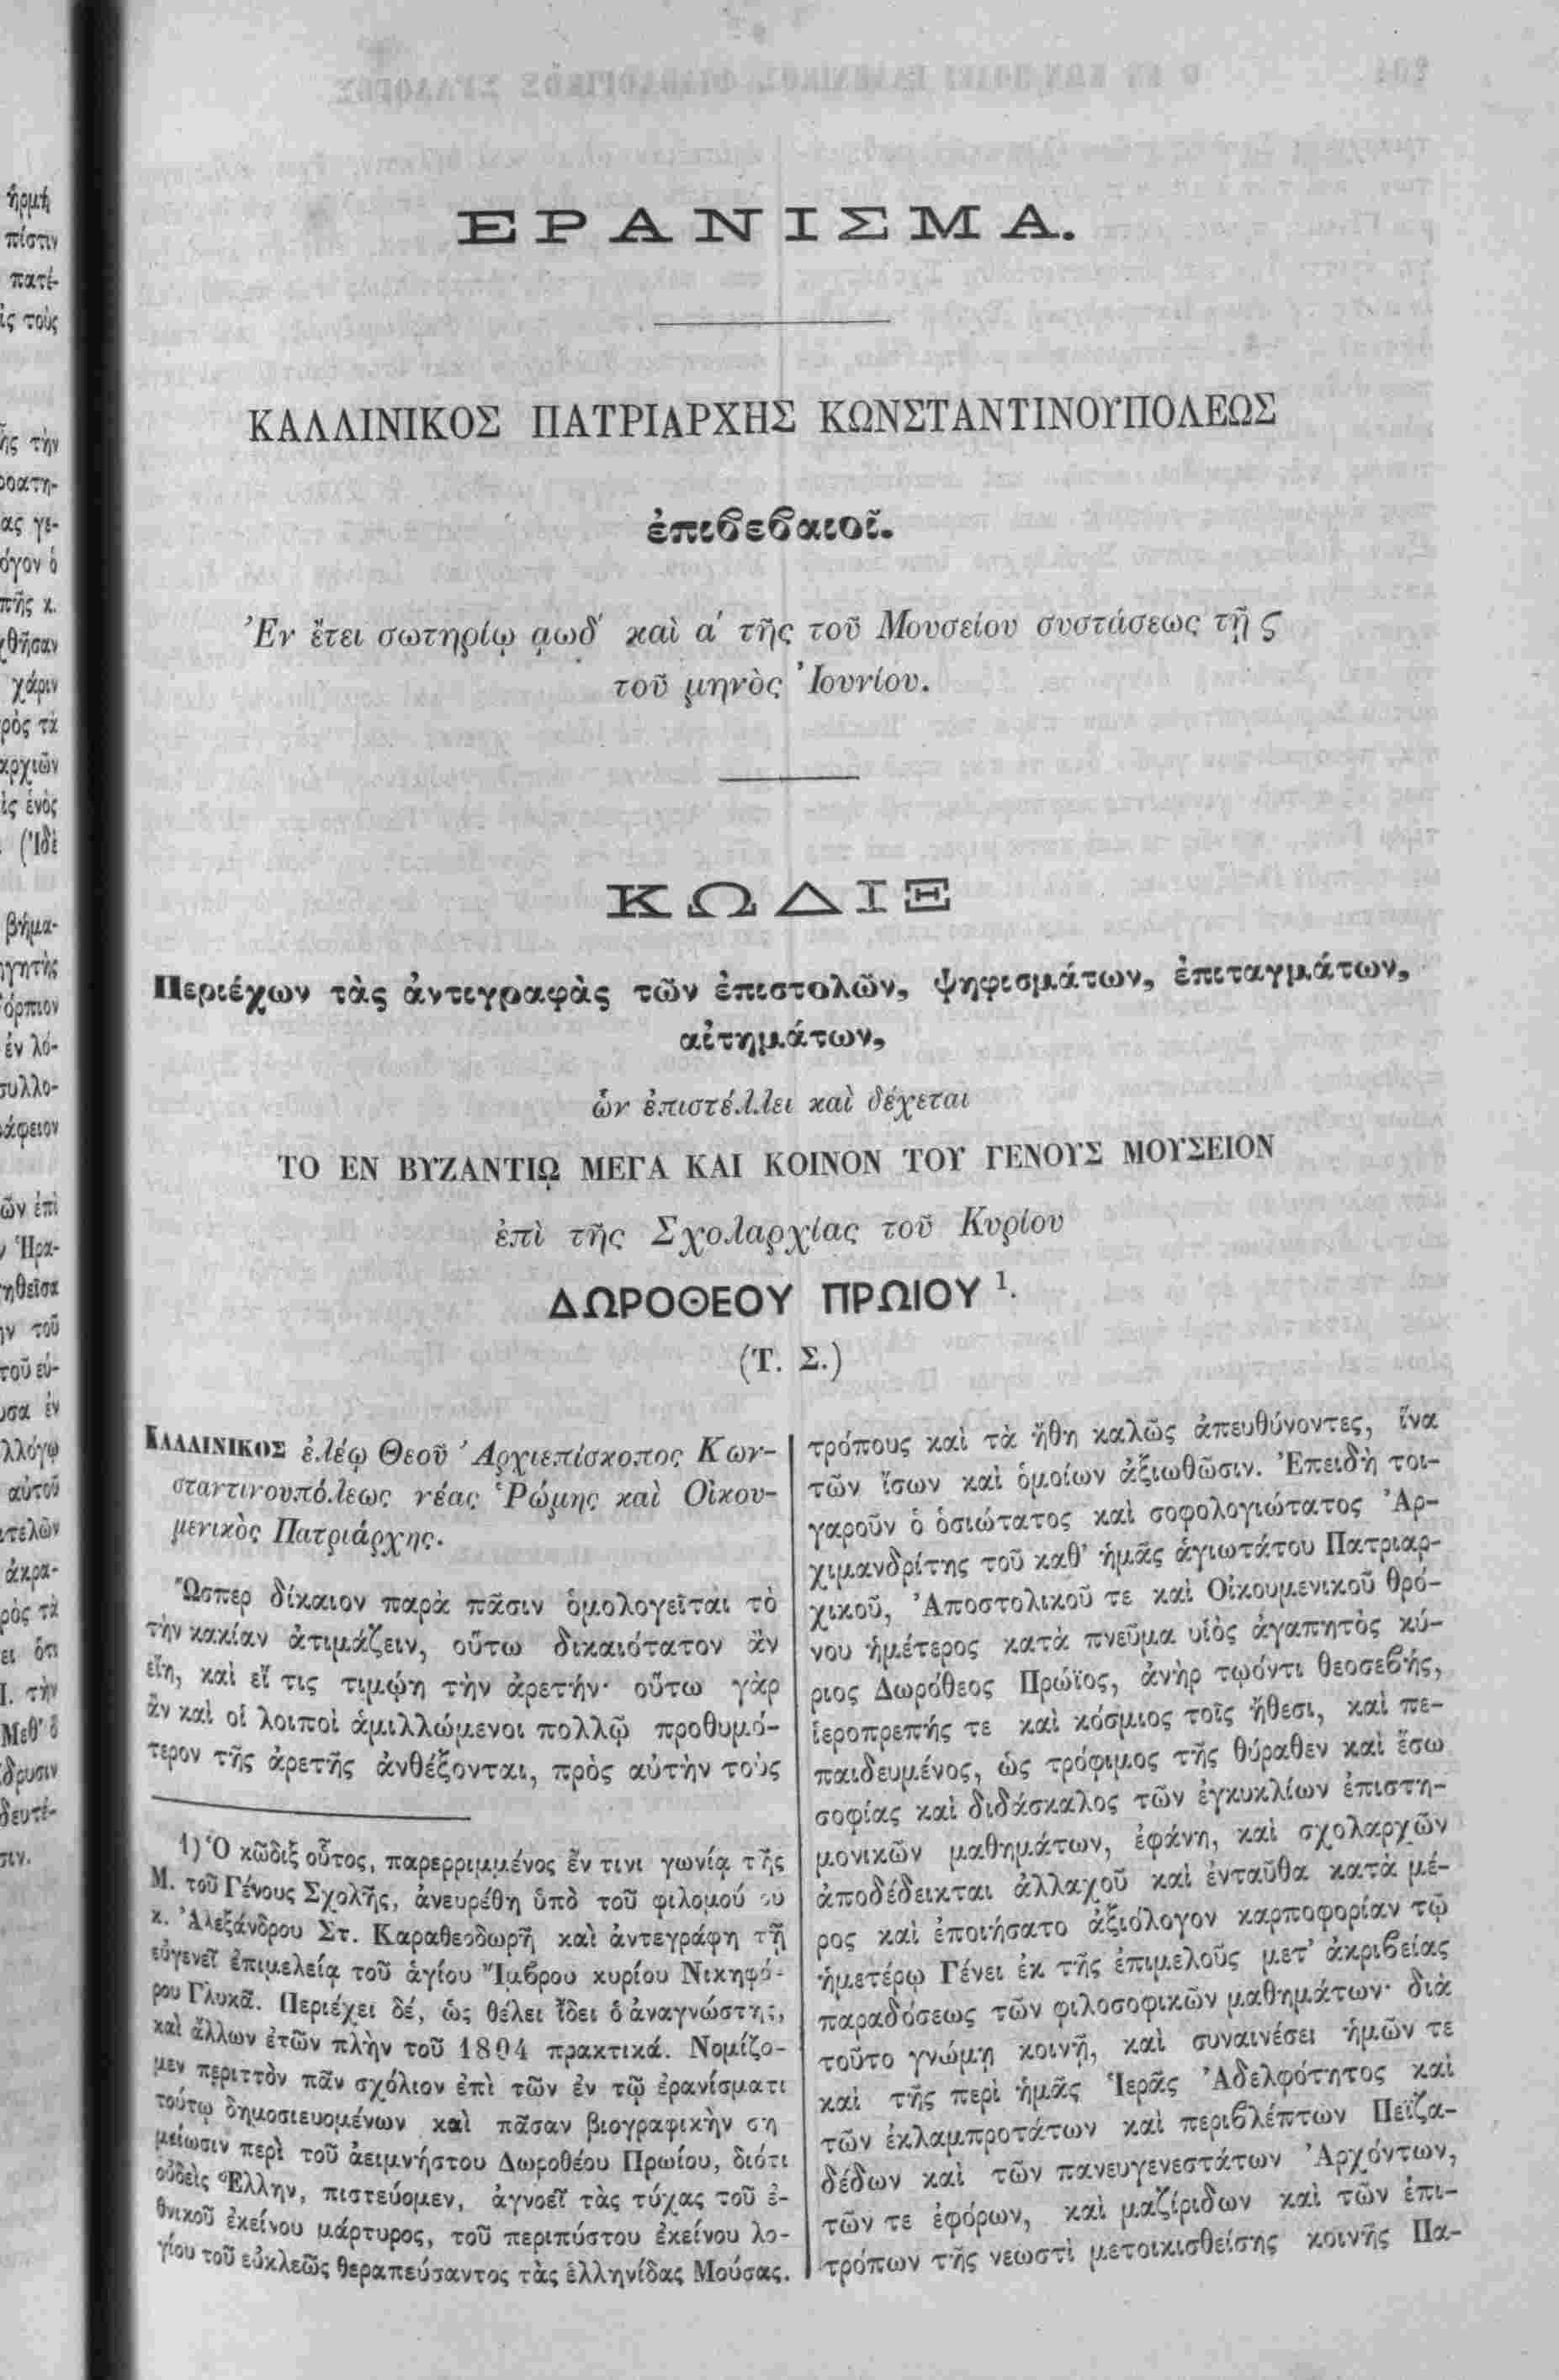 ΕΡΑΝΙΣΜΑ.
ΚΑΛΛΙΝΙΚΟΣ ΠΑΤΡΙΑΡΧΗΣ ΚΩΝΣΤΑΝΤΙΝΟΥΠΟΛΕΩΣ
ἐπιβεβαιοῖ.
Ἐν ἔτει σωτηρίῳ αωδ΄ καὶ α΄ τῆς τοῦ Μουσείου συστάσεως τῇ ς
τοῦ μηνὸς Ἰουνίου.
ΚΩΔΙΞ
Περιέχων τὰς ἀντιγραφὰς τῶν ἐπιστολῶν, ψηφισμάτων, ἐπιταγμάτων,
αἰτημάτων,
ὧν ἐπιστέλλει καὶ δέχεται
ΤΟ ΕΝ ΒΥΖΑΝΤΙῼ ΜΕΓΑ ΚΑΙ ΚΟΙΝΟΝ ΤΟΥ ΓΕΝΟΥΣ ΜΟΥΣΕΙΟΝ
ἐπὶ τῆς Σχολαρχίας τοῦ Κυρίου
ΔΩΡΟΘΕΟΥ ΠΡΩΙΟΥ 1.
(Τ. Σ.)
ΚΑΛΛΙΝΙΚΟΣ ἐλέῳ Θεοῦ Ἀρχιεπίσκοπος Κων-
σταντινουπόλεως νέας Ῥώμης καὶ Οἰκου-
μενικὸς Πατριάρχης.
Ὥσπερ δίκαιον παρὰ πᾶσιν ὁμολογεῖται τὸ
τὴν κακίαν ἀτιμάζειν, οὕτω δικαιότατον ἂν
εἴη, καὶ εἴ τις τιμῴη τὴν ἀρετήν· οὕτω γὰρ
ἂν καὶ οἱ λοιποὶ ἁμιλλώμενοι πολλῷ προθυμό-
τερον τῆς ἀρετῆς ἀνθέξονται, πρὸς αὐτὴν τοὺς
1) Ὁ κῶδιξ οὗτος, παρερριμμένος ἔν τινι γωνίᾳ τῆς
Μ. τοῦ Γένους Σχολῆς, ἀνευρέθη ὑπὸ τοῦ φιλομού ου
κ. Ἀλεξάνδρου Στ. Καραθεοδωρῆ καὶ ἀντεγράφη τῇ
εὐγενεῖ ἐπιμελείᾳ τοῦ ἁγίου Ἴμβρου κυρίου Νικηφό-
ρου Γλυκᾶ. Περιέχει δέ, ὡς θέλει ἴδει ὁ ἀναγνώστης,
καὶ ἄλλων ἐτῶν πλὴν τοῦ 1804 πρακτικά. Νομίζο-
μεν περιττὸν πᾶν σχόλιον ἐπὶ τῶν ἐν τῷ ἐρανίσματι
τούτῳ δημοσιευομένων καὶ πᾶσαν βιογραφικὴν ση
μείωσιν περὶ τοῦ ἀειμνήστου Δωροθέου Πρωίου, διότι
οὐδεὶς Ἕλλην, πιστεύομεν, ἀγνοεῖ τὰς τύχας τοῦ ἐ-
θνικοῦ ἐκείνου μάρτυρος, τοῦ περιπύστου ἐκείνου λο-
γίου τοῦ εὐκλεῶς θεραπεύσαντος τὰς ἑλληνίδας Μούσας.
τρόπους καὶ τὰ ἤθη καλῶς ἀπευθύνοντες, ἵνα
τῶν ἴσων καὶ ὁμοίων ἀξιωθῶσιν. Ἐπειδὴ τοι-
γαροῦν ὁ ὁσιώτατος καὶ σοφολογιώτατος Ἀρ-
χιμανδρίτης τοῦ καθ’ ἡμᾶς ἁγιωτάτου Πατριαρ-
χικοῦ, Ἀποστολικοῦ τε καὶ Οἰκουμενικοῦ θρό-
νου ἡμέτερος κατὰ πνεῦμα υἱὸς ἀγαπητὸς κύ-
ριος Δωρόθεος Πρώϊος, ἀνὴρ τῳόντι θεοσεβής,
ἱεροπρεπής τε καὶ κόσμιος τοῖς ἤθεσι, καὶ πε-
παιδευμένος, ὡς τρόφιμος τῆς θύραθεν καὶ ἔσω
σοφίας καὶ διδάσκαλος τῶν ἐγκυκλίων ἐπιστη-
μονικῶν μαθημάτων, ἐφάνη, καὶ σχολαρχῶν
ἀποδέδεικται ἀλλαχοῦ καὶ ἐνταῦθα κατὰ μέ-
ρος καὶ ἐποιήσατο ἀξιόλογον καρποφορίαν τῷ
ἡμετέρῳ Γένει ἐκ τῆς ἐπιμελοῦς μετ’ ἀκριβείας
παραδόσεως τῶν φιλοσοφικῶν μαθημάτων· διὰ
τοῦτο γνώμῃ κοινῇ, καὶ συναινέσει ἡμῶν τε
καὶ τῆς περὶ ἡμᾶς Ἱερᾶς Ἀδελφότητος καὶ
τῶν ἐκλαμπροτάτων καὶ περιβλέπτων Πεϊζα-
δέδων καὶ τῶν πανευγενεστάτων Ἀρχόντων,
τῶν τε ἐφόρων, καὶ μαζίριδων καὶ τῶν ἐπι-
τρόπων τῆς νεωστὶ μετοικισθείσης κοινῆς Πα-